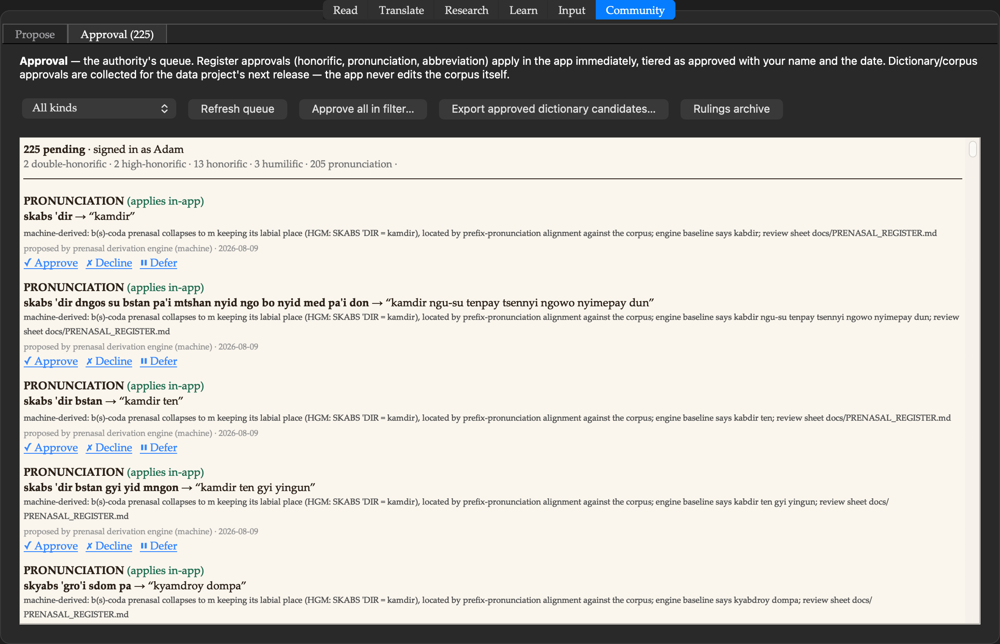 Read Translate Research Learn Input Community
Propose Approval (225)
Approval — the authority's queue. Register approvals (honorific, pronunciation, abbreviation) apply in the app immediately, tiered as approved with your name and the date. Dictionary/corpus
approvals are collected for the data project's next release — the app never edits the corpus itself.
All kinds Refresh queue Approve all in filter... Export approved dictionary candidates... Rulings archive
225 pending · signed in as Adam
2 double-honorific · 2 high-honorific · 13 honorific · 3 humilific · 205 pronunciation ·
PRONUNCIATION (applies in-app)
skabs 'dir → “kamdir”
machine-derived: b(s)-coda prenasal collapses to m keeping its labial place (HGM: SKABS 'DIR = kamdir), located by prefix-pronunciation alignment against the corpus; engine baseline says kabdir; review sheet docs/PRENASAL_REGISTER.md
proposed by prenasal derivation engine (machine) · 2026-08-09
✓ Approve ✗ Decline ⏸ Defer
PRONUNCIATION (applies in-app)
skabs 'dir dngos su bstan pa'i mtshan nyid ngo bo nyid med pa'i don → “kamdir ngu-su tenpay tsennyi ngowo nyimepay dun”
machine-derived: b(s)-coda prenasal collapses to m keeping its labial place (HGM: SKABS 'DIR = kamdir), located by prefix-pronunciation alignment against the corpus; engine baseline says kabdir ngu-su tenpay tsennyi ngowo nyimepay dun; review
sheet docs/PRENASAL_REGISTER.md
proposed by prenasal derivation engine (machine) · 2026-08-09
✓ Approve ✗ Decline ⏸ Defer
PRONUNCIATION (applies in-app)
skabs 'dir bstan → “kamdir ten”
machine-derived: b(s)-coda prenasal collapses to m keeping its labial place (HGM: SKABS 'DIR = kamdir), located by prefix-pronunciation alignment against the corpus; engine baseline says kabdir ten; review sheet docs/PRENASAL_REGISTER.md
proposed by prenasal derivation engine (machine) · 2026-08-09
✓ Approve ✗ Decline ⏸ Defer
PRONUNCIATION (applies in-app)
skabs 'dir bstan gyi yid mngon → “kamdir ten gyi yingun”
machine-derived: b(s)-coda prenasal collapses to m keeping its labial place (HGM: SKABS 'DIR = kamdir), located by prefix-pronunciation alignment against the corpus; engine baseline says kabdir ten gyi yingun; review sheet docs/
PRENASAL_REGISTER.md
proposed by prenasal derivation engine (machine) · 2026-08-09
✓ Approve ✗ Decline ⏸ Defer
PRONUNCIATION (applies in-app)
skyabs 'gro'i sdom pa → “kyamdroy dompa”
machine-derived: b(s)-coda prenasal collapses to m keeping its labial place (HGM: SKABS 'DIR = kamdir), located by prefix-pronunciation alignment against the corpus; engine baseline says kyabdroy dompa; review sheet docs/
PRENASAL_REGISTER.md